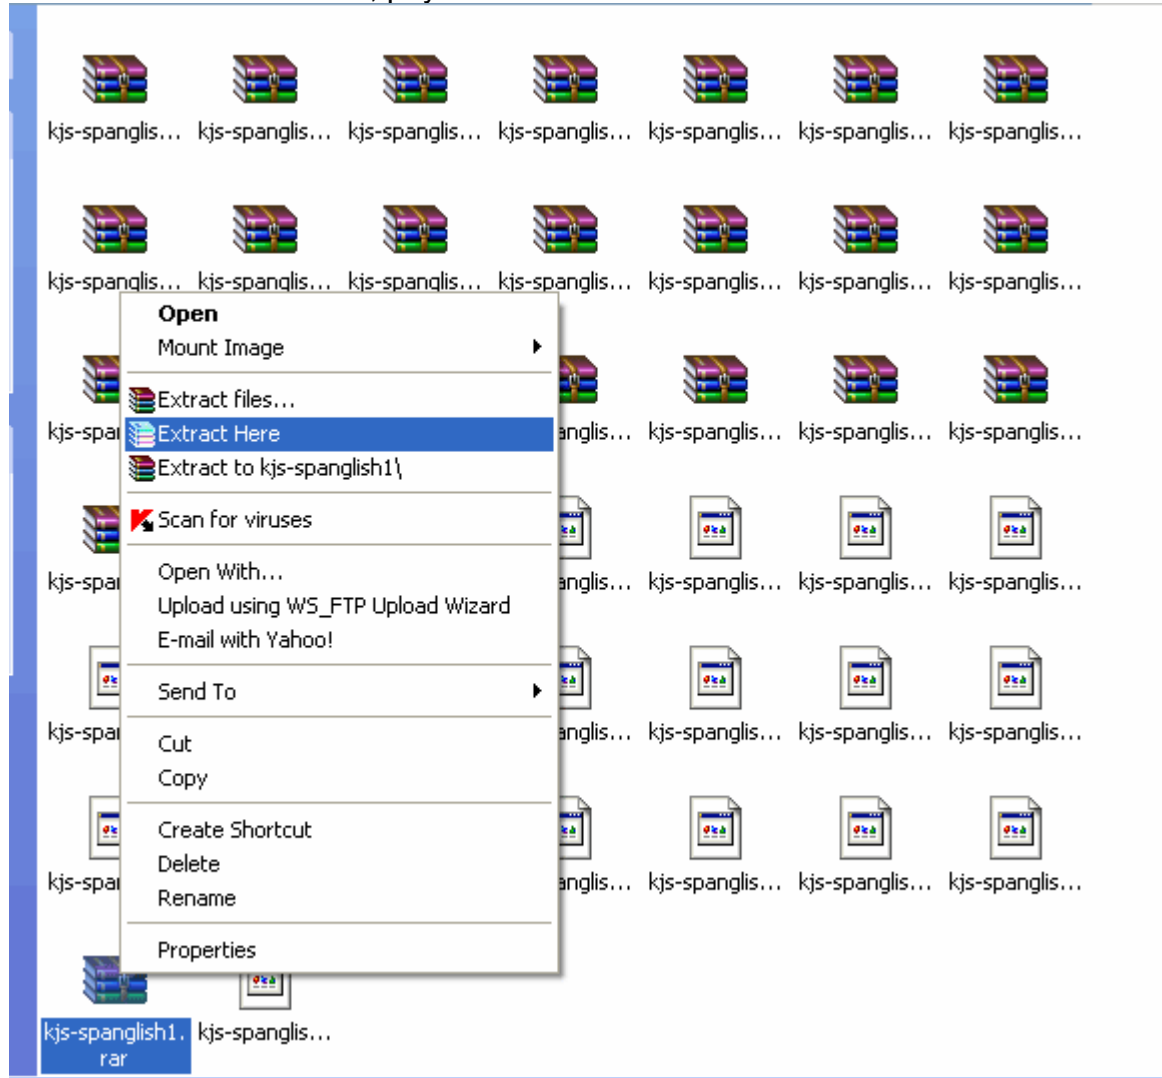 kjs-spanglis... kjs-spanglis... kjs-spanglis... kjs-spanglis... kjs-spanglis... kjs-spanglis... kjs-spanglis...
kjs-spanglis... kjs-spanglis... kjs-spanglis... kjs-spanglis... kjs-spanglis... kjs-spanglis... kjs-spanglis...
Open
Mount Image
Extract files...
kjs-spa anglis... kjs-spanglis... kjs-spanglis... kjs-spanglis...
Extract Here
Extract to kjs-spanglish1\
Scan for viruses
Open With...
kjs-spa anglis... kjs-spanglis... kjs-spanglis... kjs-spanglis...
Upload using WS_FTP Upload Wizard
E-mail with Yahoo!
Send To
kjs-spa anglis... kjs-spanglis... kjs-spanglis... kjs-spanglis...
Cut
Copy
Create Shortcut
Delete
kjs-spa anglis... kjs-spanglis... kjs-spanglis... kjs-spanglis...
Rename
Properties
kjs-spanglish1. kjs-spanglis...
rar